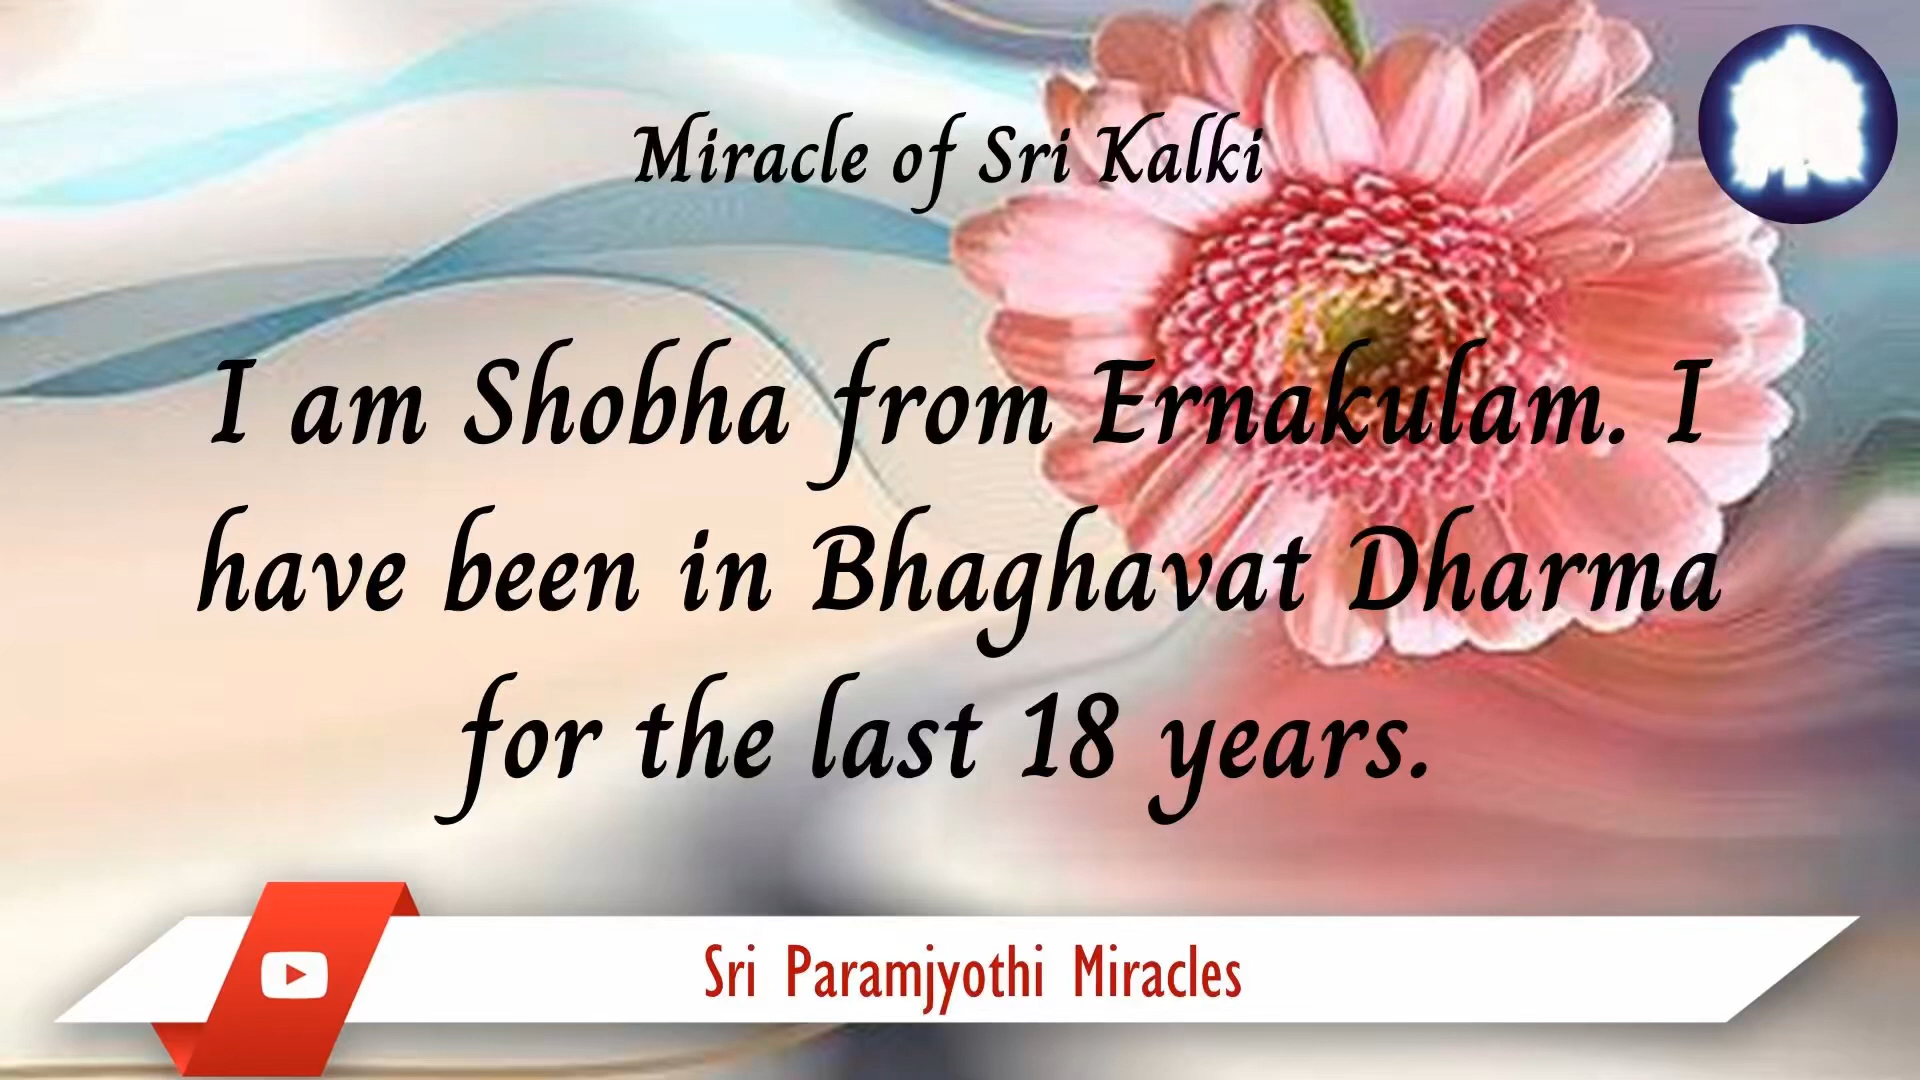 Miracle of Sri Kalki
I am Shobha from Ernakulam. I
have been in Bhaghavat Dharma
for the last 18 years.
Sri Paramjyothi Miracles